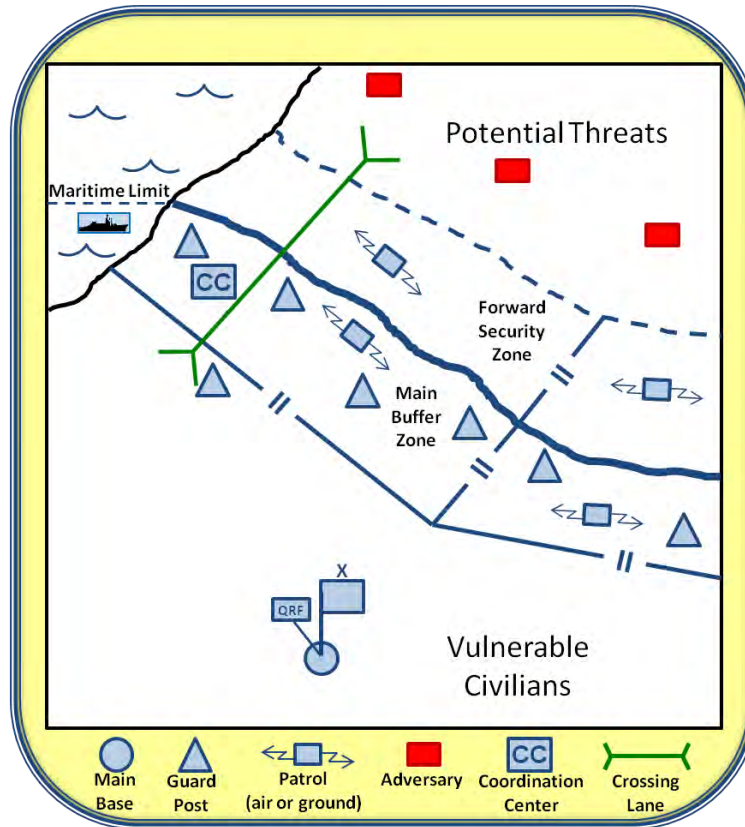 Potential Threats
Maritime Limit
CC
Forward
Security
Zone
Main
Buffer
Zone
X
QRF
Vulnerable
Civilians
CC
Main
Base
Guard
Post
Patrol
(air or ground)
Adversary
Coordination
Center
Crossing
Lane